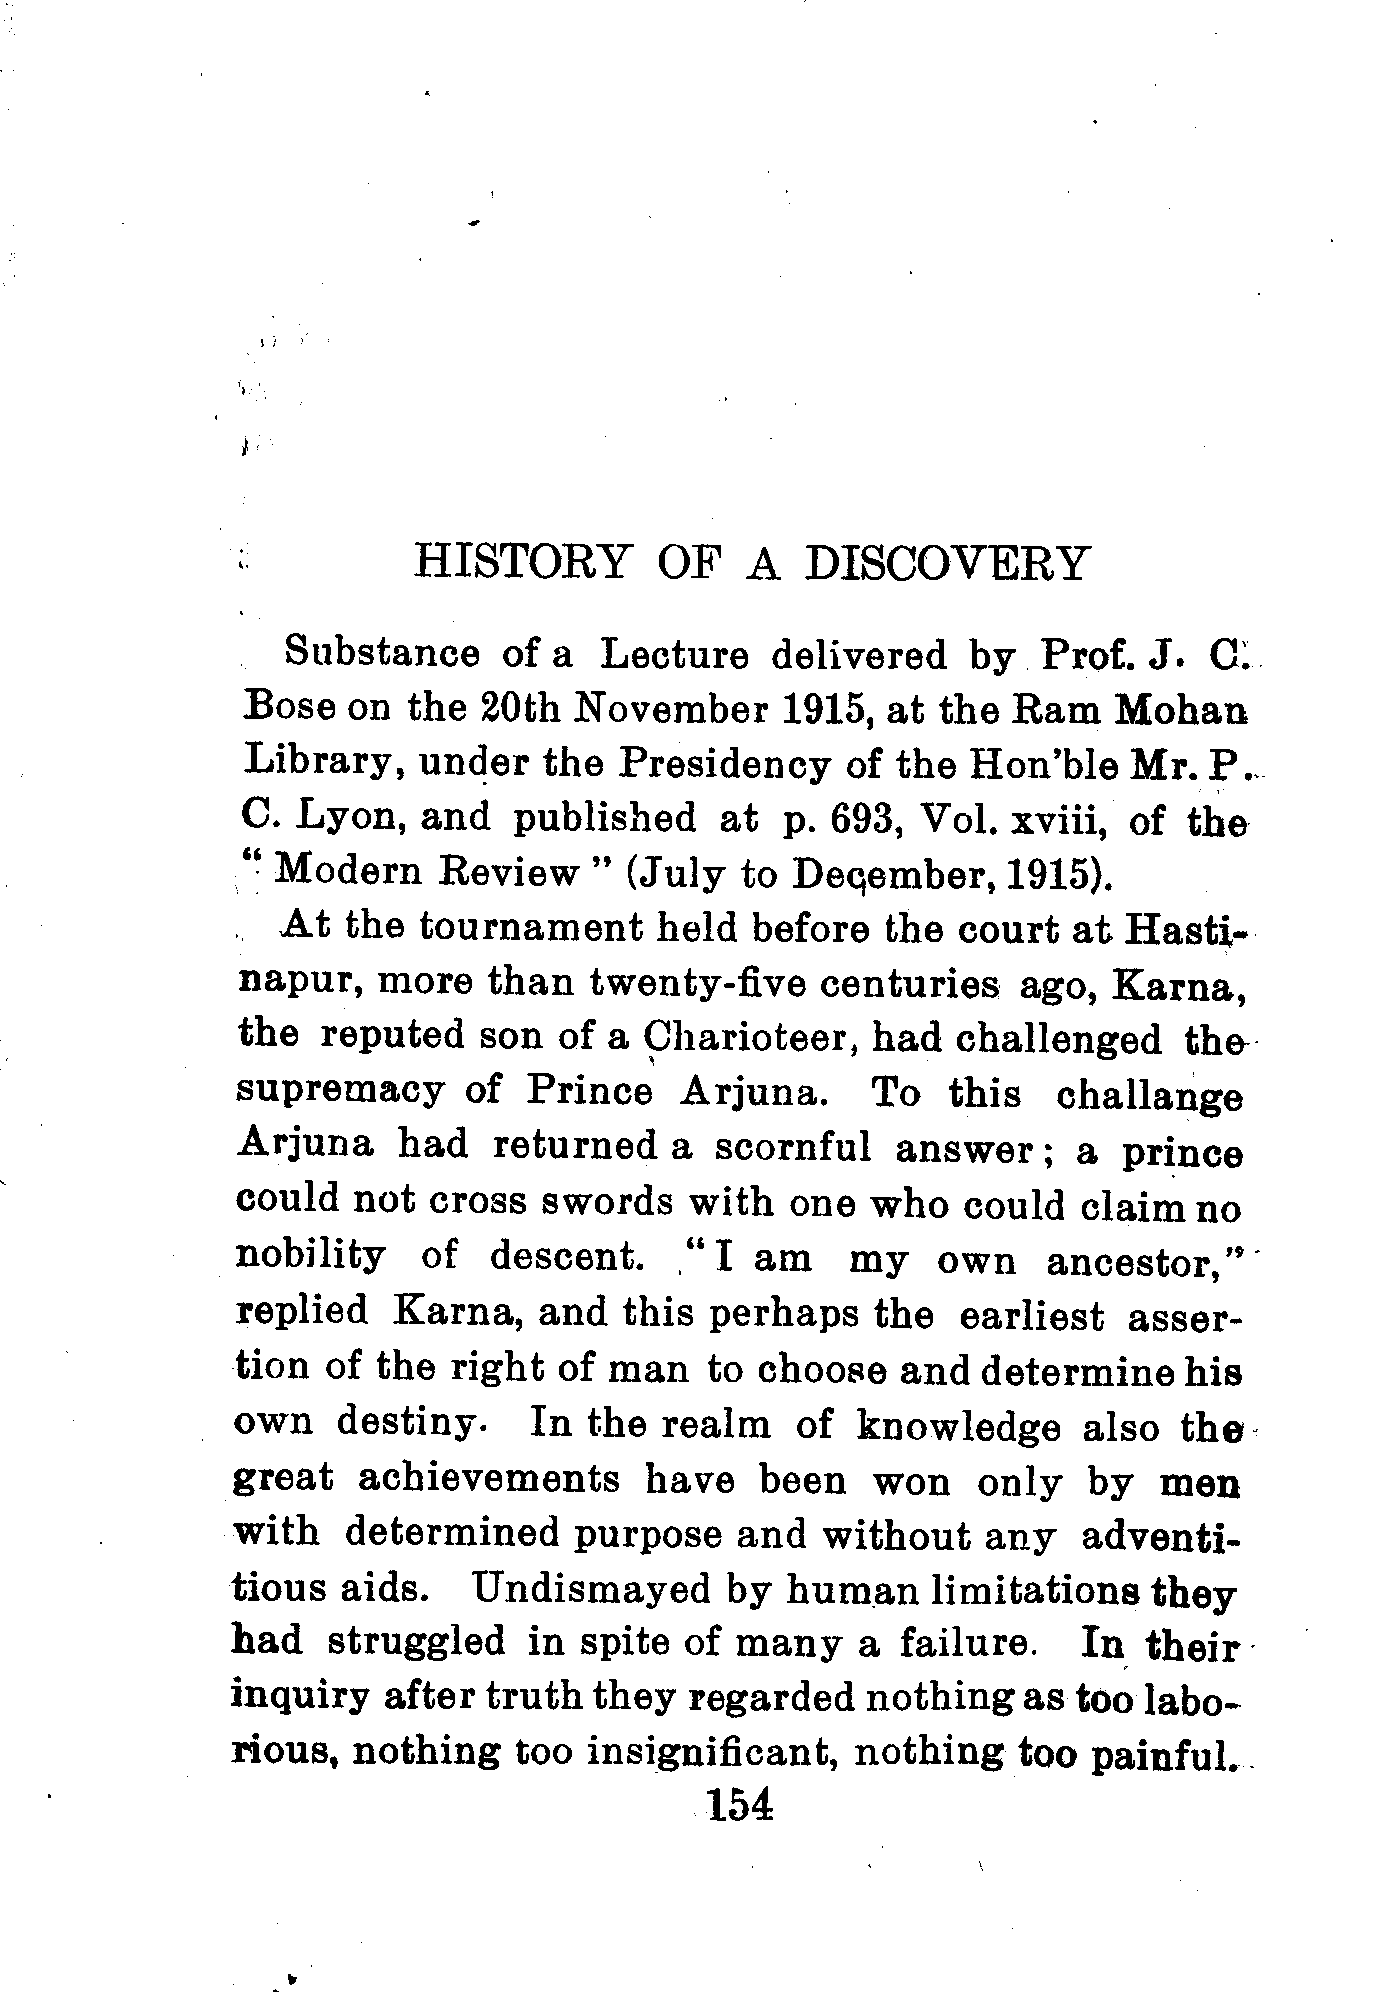 HISTORY OF A DISCOVERY
Substance of a Lecture delivered by Prof. J. C.
Bose on the 20th November 1915, at the Ram Mohan
Library, under the Presidency of the Hon'ble Mr. P.
C. Lyon, and published at p. 693, Vol. xviii, of the
"Modern Review" (July to December, 1915).
At the tournament held before the court at Hasti-
napur, more than twenty-five centuries ago, Karna,
the reputed son of a Charioteer, had challenged the
supremacy of Prince Arjuna. To this challange
Arjuna had returned a scornful answer; a prince
could not cross swords with one who could claim no
nobility of descent. "I am my own ancestor,"
replied Karna, and this perhaps the earliest asser-
tion of the right of man to choose and determine his
own destiny. In the realm of knowledge also the
great achievements have been won only by men
with determined purpose and without any adventi-
tious aids. Undismayed by human limitations they
had struggled in spite of many a failure. In their
inquiry after truth they regarded nothing as too labo-
rious, nothing too insignificant, nothing too painful.
154